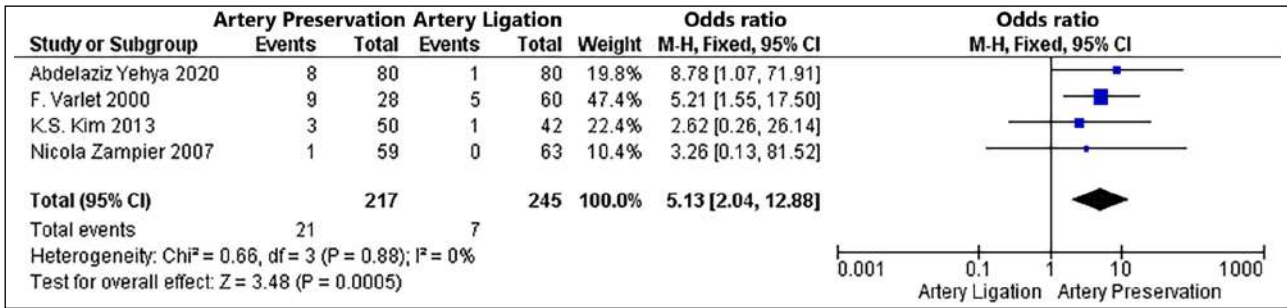 Artery Preservation Artery Ligation Odds ratio Odds ratio
Study or Subgroup Events Total Events Total Weight M-H, Fixed, 95% CI M-H, Fixed, 95% CI
Abdelaziz Yehya 2020 8 80 1 80 19.8% 8.78 [1.07, 71.91]
F. Varlet 2000 9 28 5 60 47.4% 5.21 [1.55, 17.50]
K.S. Kim 2013 3 50 1 42 22.4% 2.62 [0.26, 26.14]
Nicola Zampier 2007 1 59 0 63 10.4% 3.26 [0.13, 81.52]
Total (95% CI) 217 245 100.0% 5.13 [2.04, 12.88]
Total events 21 7
Heterogeneity: Chi² = 0.66, df = 3 (P = 0.88); I² = 0%
Test for overall effect: Z = 3.48 (P = 0.0005)
0.001 0.1 1 10 1000
Artery Ligation Artery Preservation